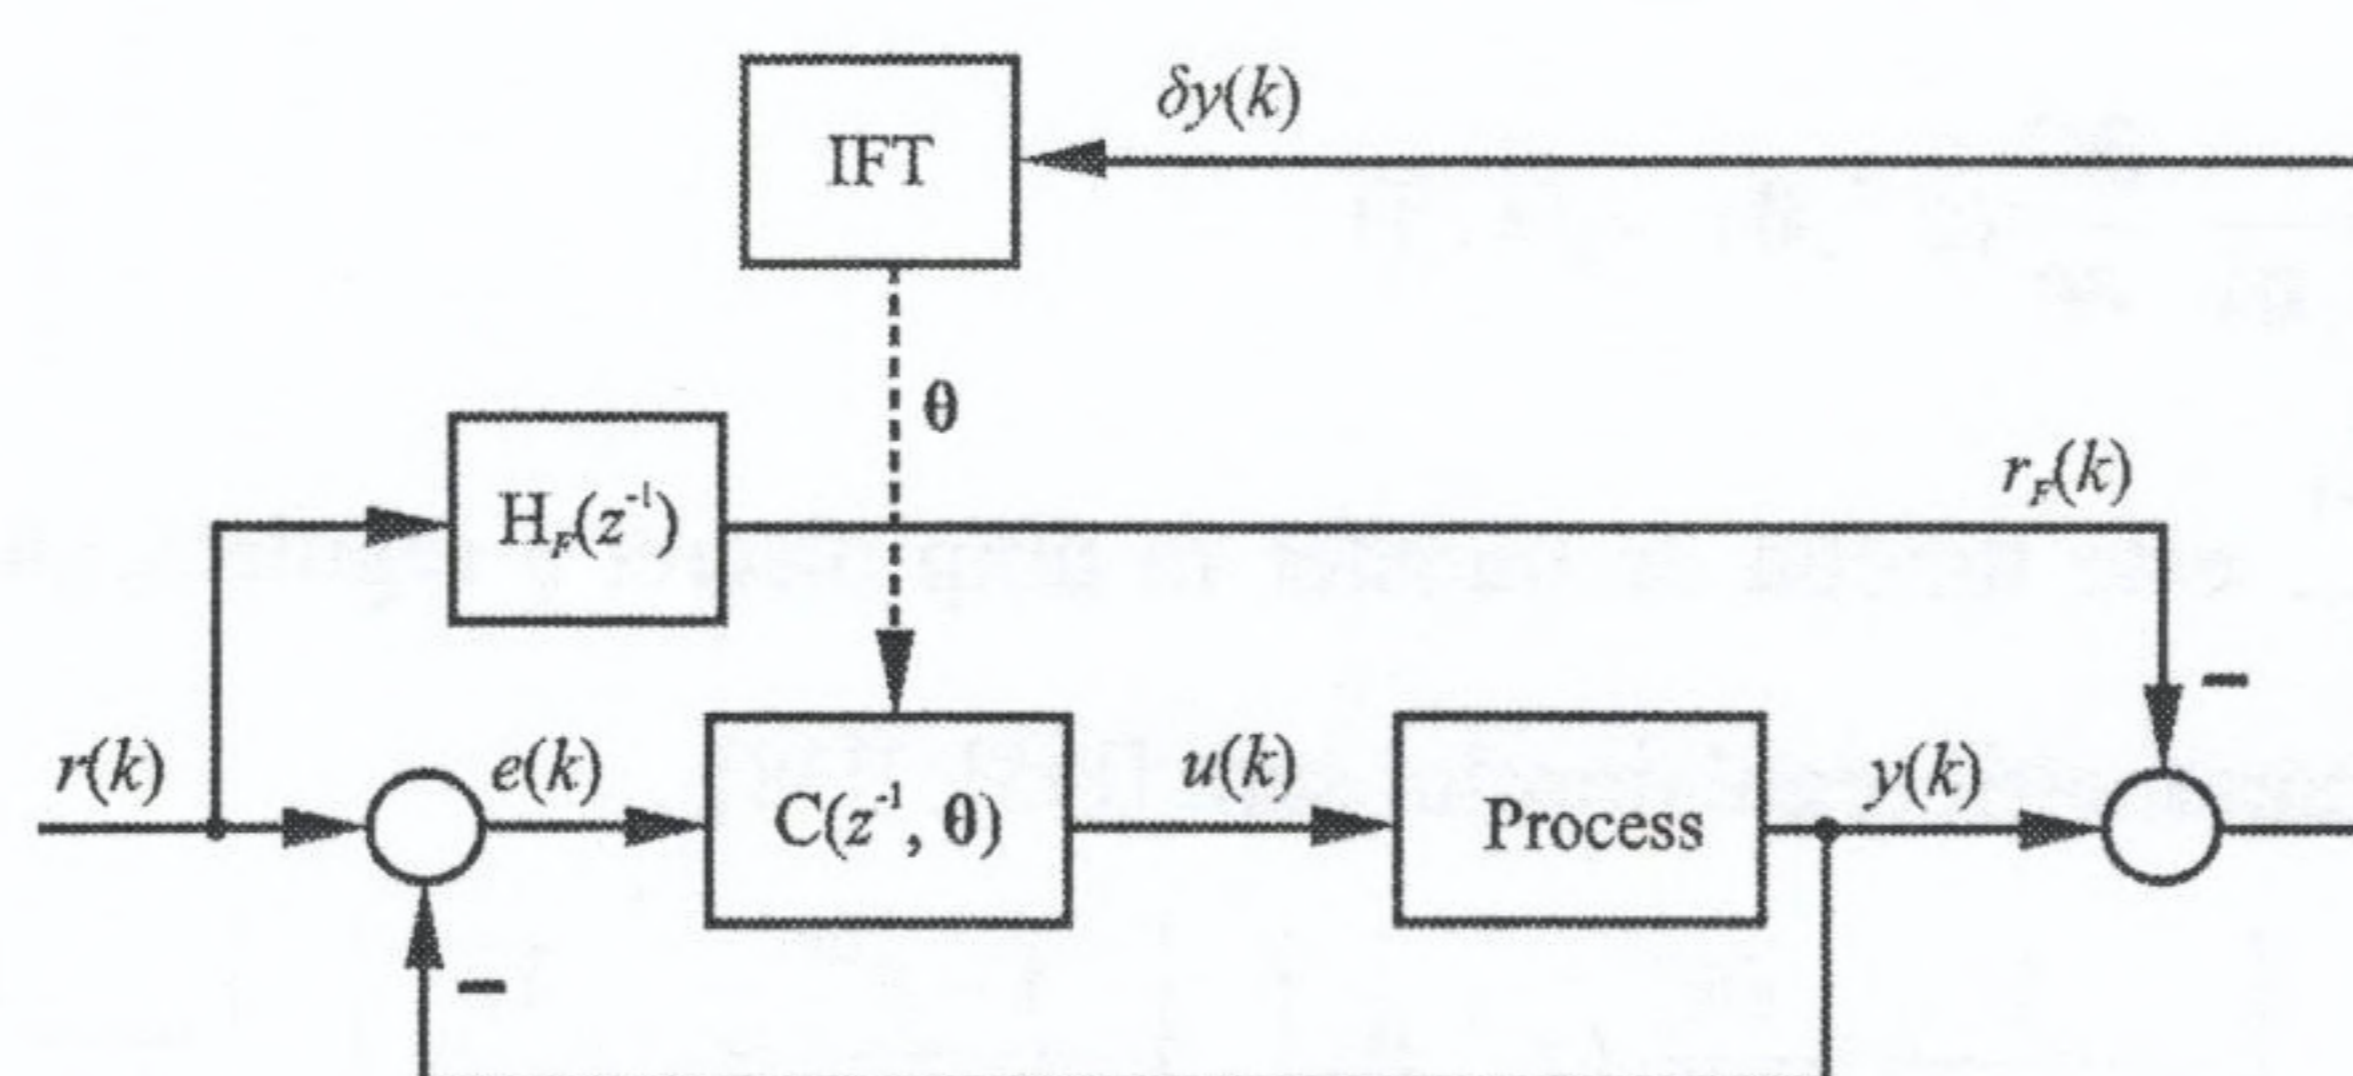 δy(k)
IFT
θ
r_F(k)
H_F(z⁻¹)
r(k)
e(k)
C(z⁻¹, θ)
u(k)
Process
y(k)
−
−